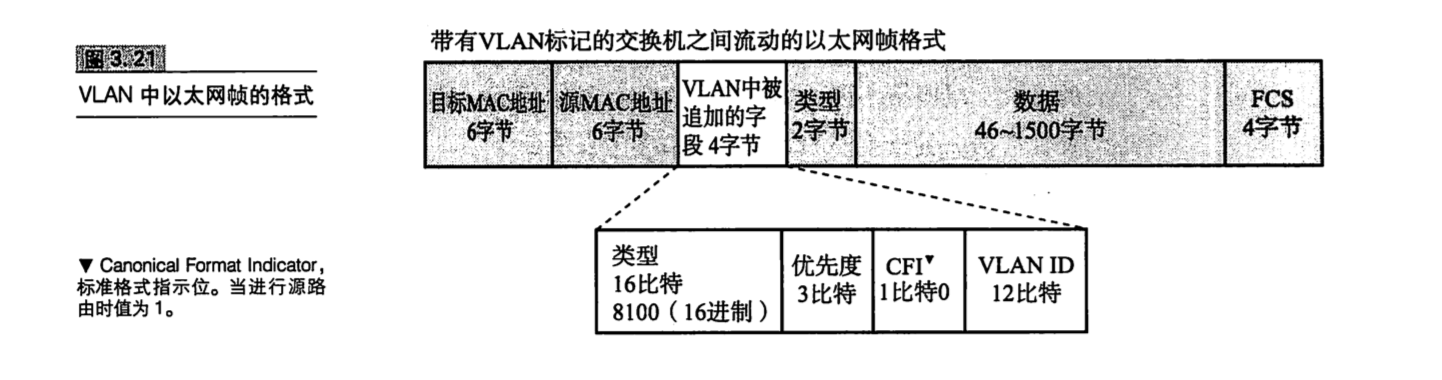 图3.21
VLAN 中以太网帧的格式
带有VLAN标记的交换机之间流动的以太网帧格式
目标MAC地址
6字节
源MAC地址
6字节
VLAN中被
追加的字
段 4字节
类型
2字节
数据
46~1500字节
FCS
4字节
▼ Canonical Format Indicator，
标准格式指示位。当进行源路
由时值为 1。
类型
16比特
8100（16进制）
优先度
3比特
CFI▼
1比特0
VLAN ID
12比特